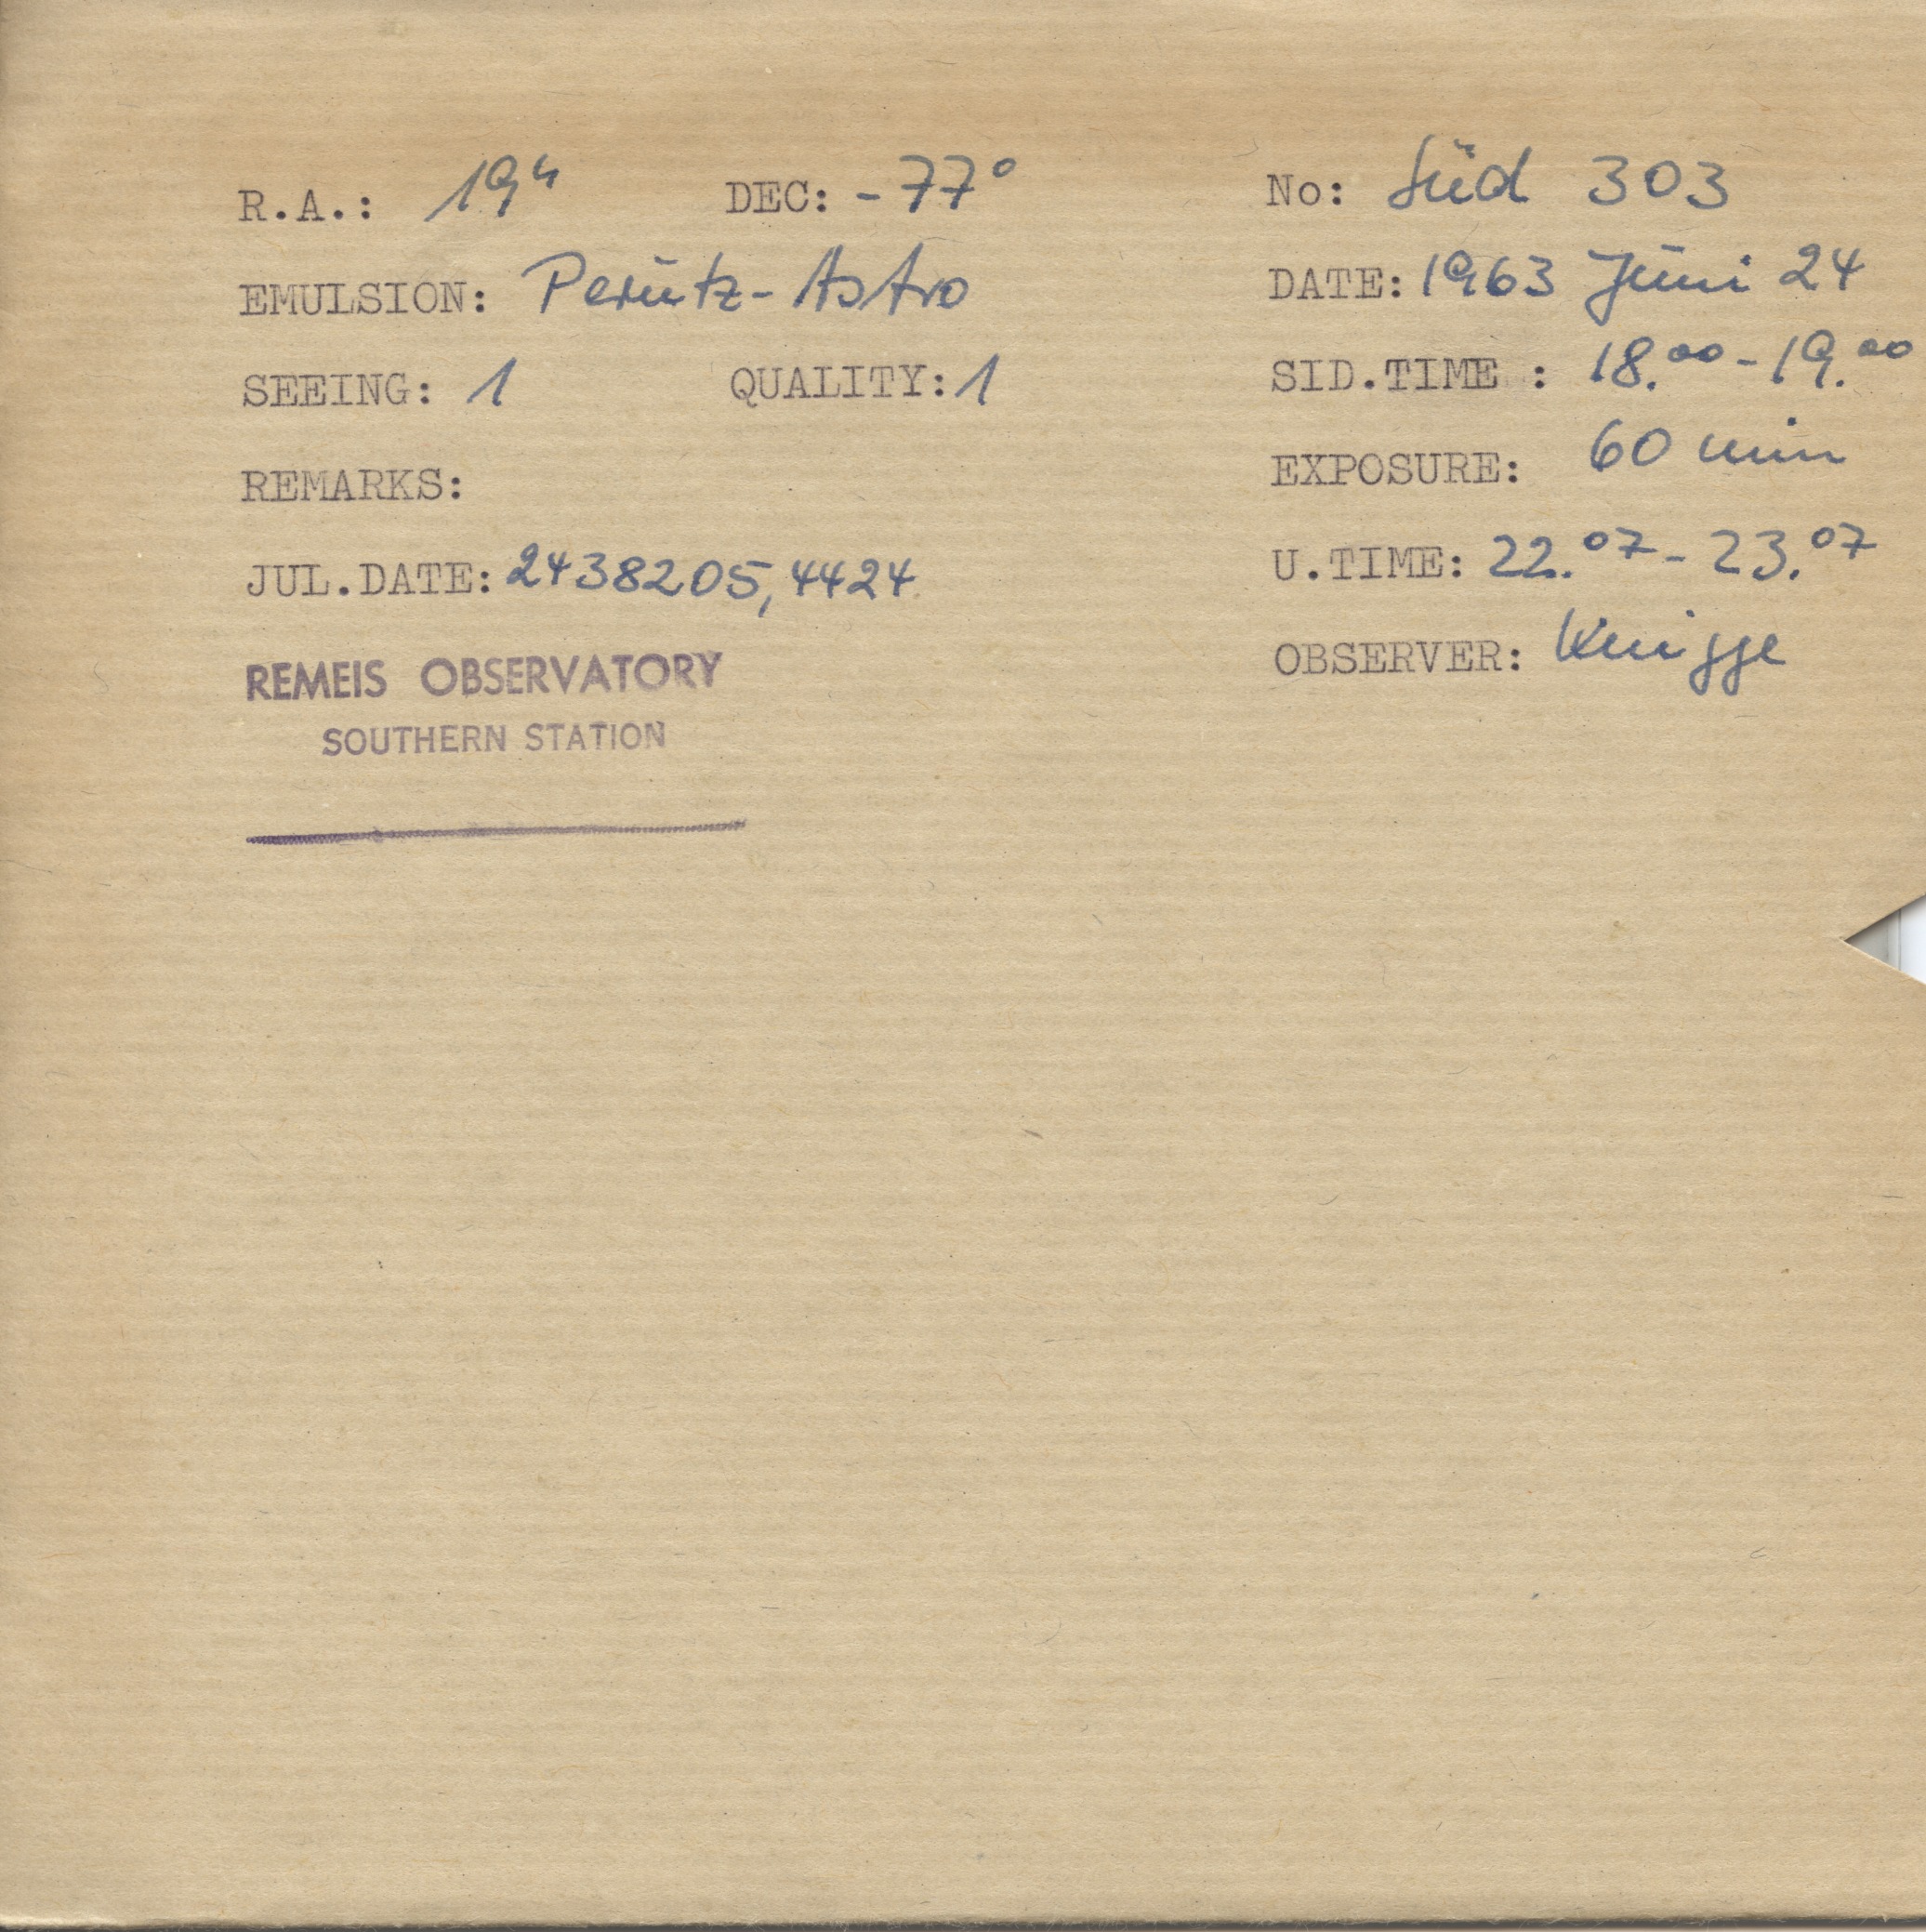 R.A.: 19h DEC: -77° No: Süd 303
EMULSION: Perutz-Astro DATE: 1963 Juni 24
SEEING: 1 QUALITY: 1 SID.TIME : 18.00-19.00
REMARKS: EXPOSURE: 60 min
JUL.DATE: 2438205,4424 U.TIME: 22.07-23.07
REMEIS OBSERVATORY OBSERVER: Knigge
SOUTHERN STATION